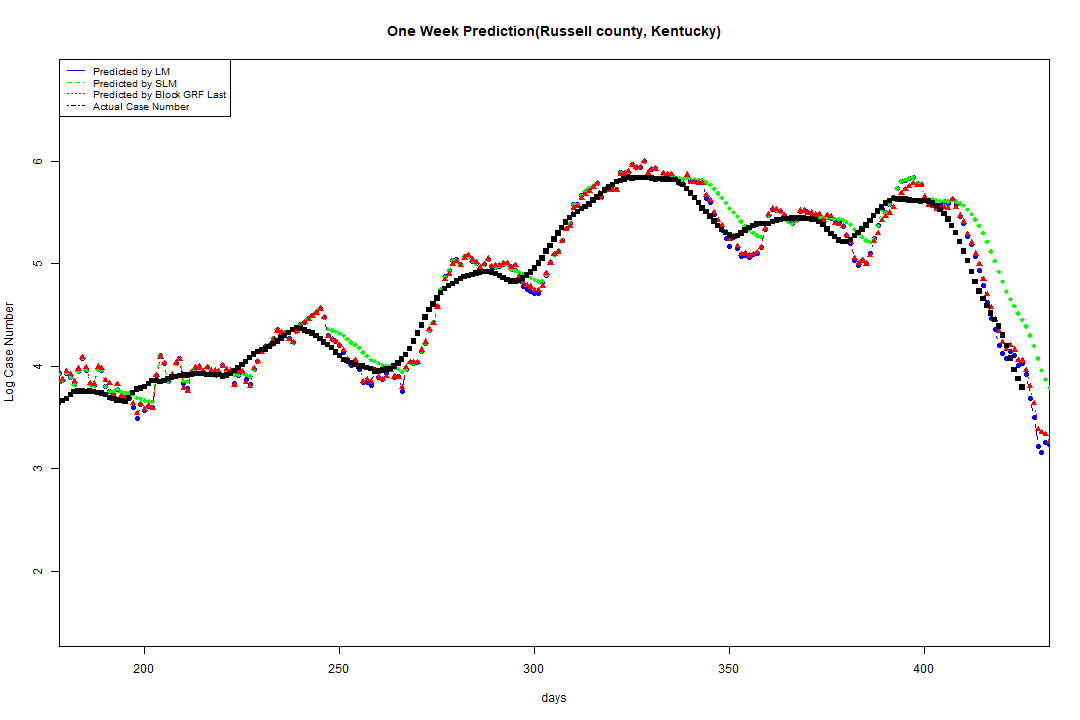 One Week Prediction(Russell county, Kentucky)
Predicted by LM
Predicted by SLM
Predicted by Block GRF Last
Actual Case Number
6
5
4
3
2
Log Case Number
200 250 300 350 400
days